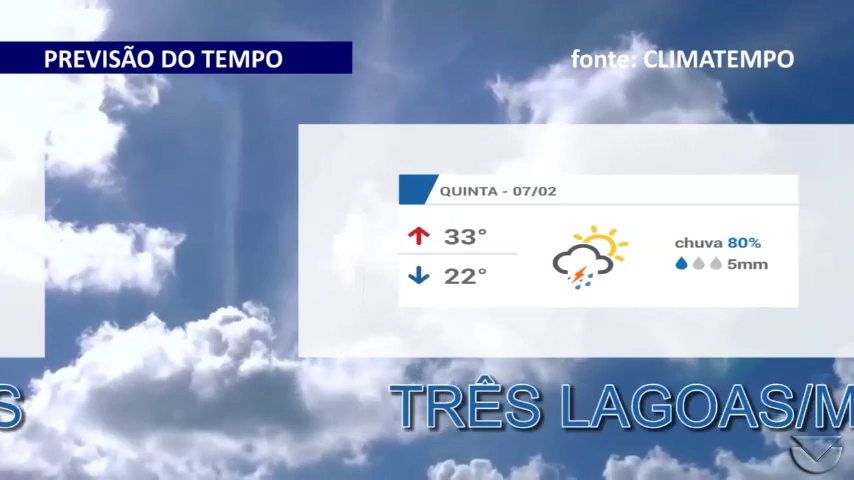 PREVISÃO DO TEMPO
fonte: CLIMATEMPO
QUINTA - 07/02
33°
22°
chuva 80%
5mm
S
TRÊS LAGOAS/M